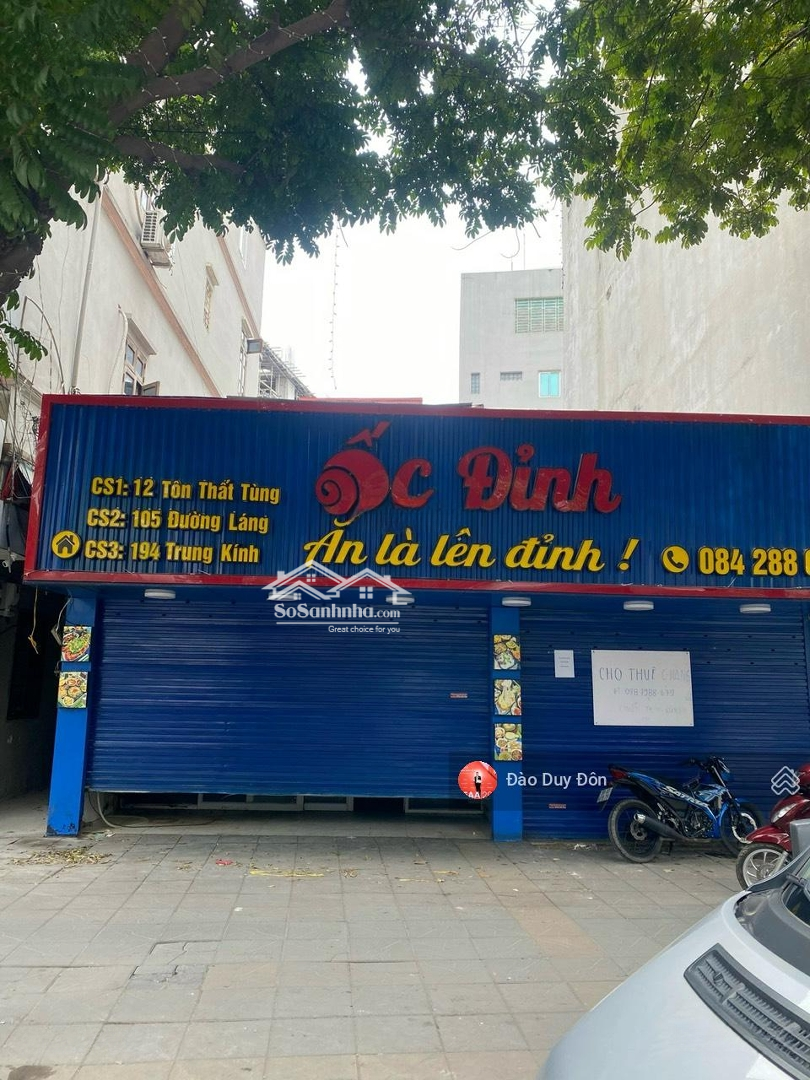 ỐC Đỉnh
CS1: 12 Tôn Thất Tùng
CS2: 105 Đường Láng
CS3: 194 Trung Kính
Ăn là lên đỉnh !
084 288
SoSanhnha.com
Great choice for you
CHO THUÊ
Đào Duy Đôn